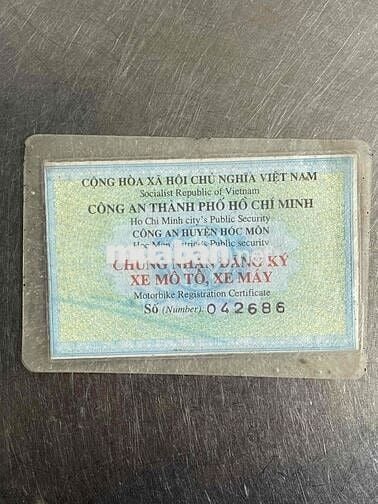 CỘNG HÒA XÃ HỘI CHỦ NGHĨA VIỆT NAM
Socialist Republic of Vietnam
CÔNG AN THÀNH PHỐ HỒ CHÍ MINH
Ho Chi Minh city's Public Security
CÔNG AN HUYỆN HÓC MÔN
Hoc Mon Public security
CHỨNG NHẬN ĐĂNG KÝ
XE MÔ TÔ, XE MÁY
Motorbike Registration Certificate
Số (Number): 042686